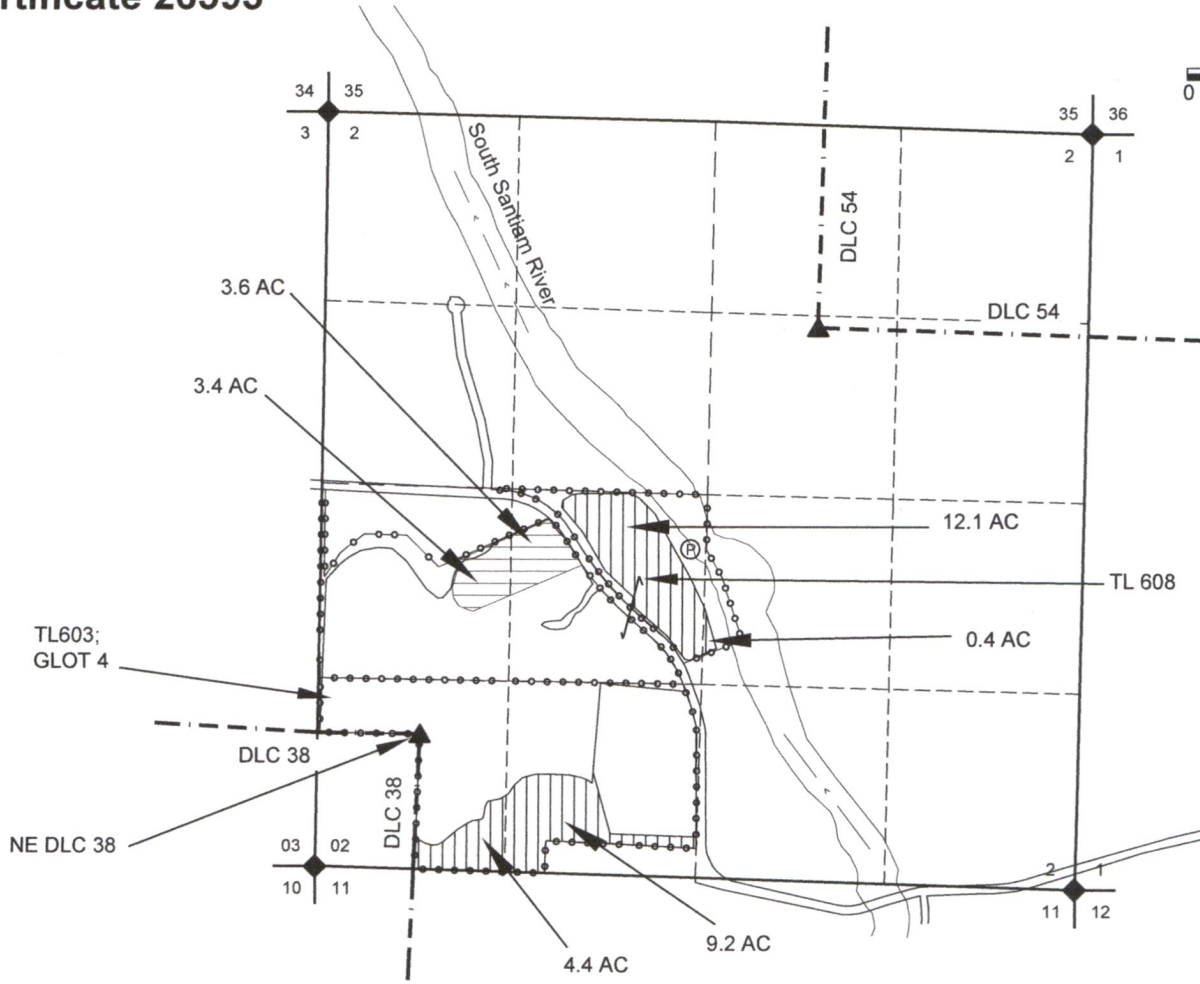 rtificate 26595
34 35
3 2
35 36
2 1
0
South Santiam River
DLC 54
DLC 54
3.6 AC
3.4 AC
12.1 AC
P
TL 608
0.4 AC
TL603;
GLOT 4
DLC 38
DLC 38
NE DLC 38
03 02
10 11
2 1
11 12
9.2 AC
4.4 AC